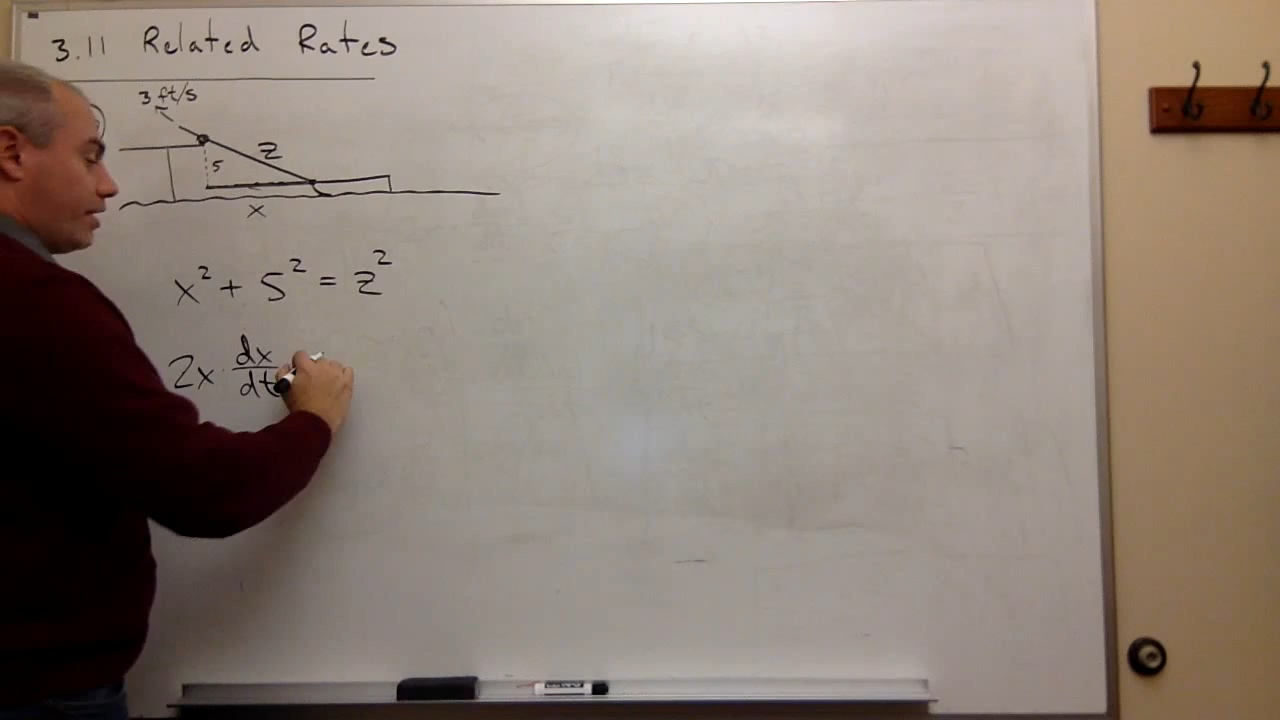 3.11 Related Rates
3 ft/s
z
5
x
x² + 5² = z²
2x · dx/dt